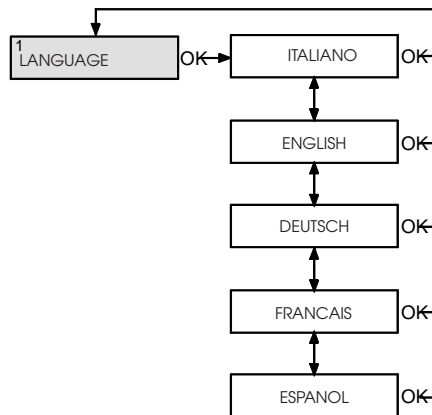 1
LANGUAGE OK ITALIANO OK
ENGLISH OK
DEUTSCH OK
FRANCAIS OK
ESPANOL OK